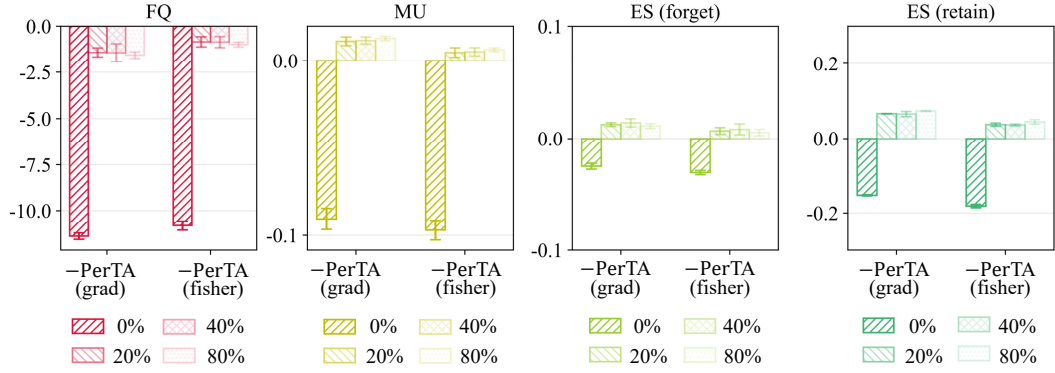 FQ
0.0
-2.5
-5.0
-7.5
-10.0
−PerTA
(grad)
−PerTA
(fisher)
0%
40%
20%
80%
MU
0.0
-0.1
−PerTA
(grad)
−PerTA
(fisher)
0%
40%
20%
80%
ES (forget)
0.1
0.0
-0.1
−PerTA
(grad)
−PerTA
(fisher)
0%
40%
20%
80%
ES (retain)
0.2
0.0
-0.2
−PerTA
(grad)
−PerTA
(fisher)
0%
40%
20%
80%